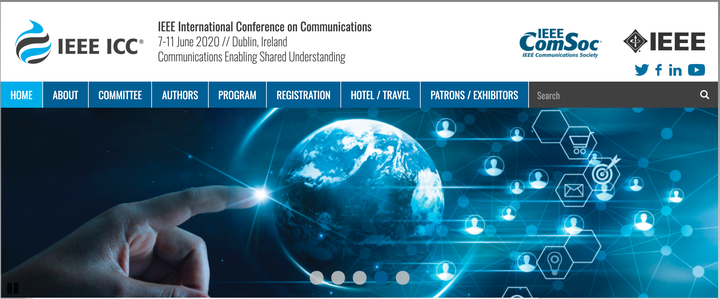 IEEE ICC®
IEEE International Conference on Communications
7-11 June 2020 // Dublin, Ireland
Communications Enabling Shared Understanding
IEEE
ComSoc®
IEEE Communications Society
IEEE
HOME
ABOUT
COMMITTEE
AUTHORS
PROGRAM
REGISTRATION
HOTEL / TRAVEL
PATRONS / EXHIBITORS
Search